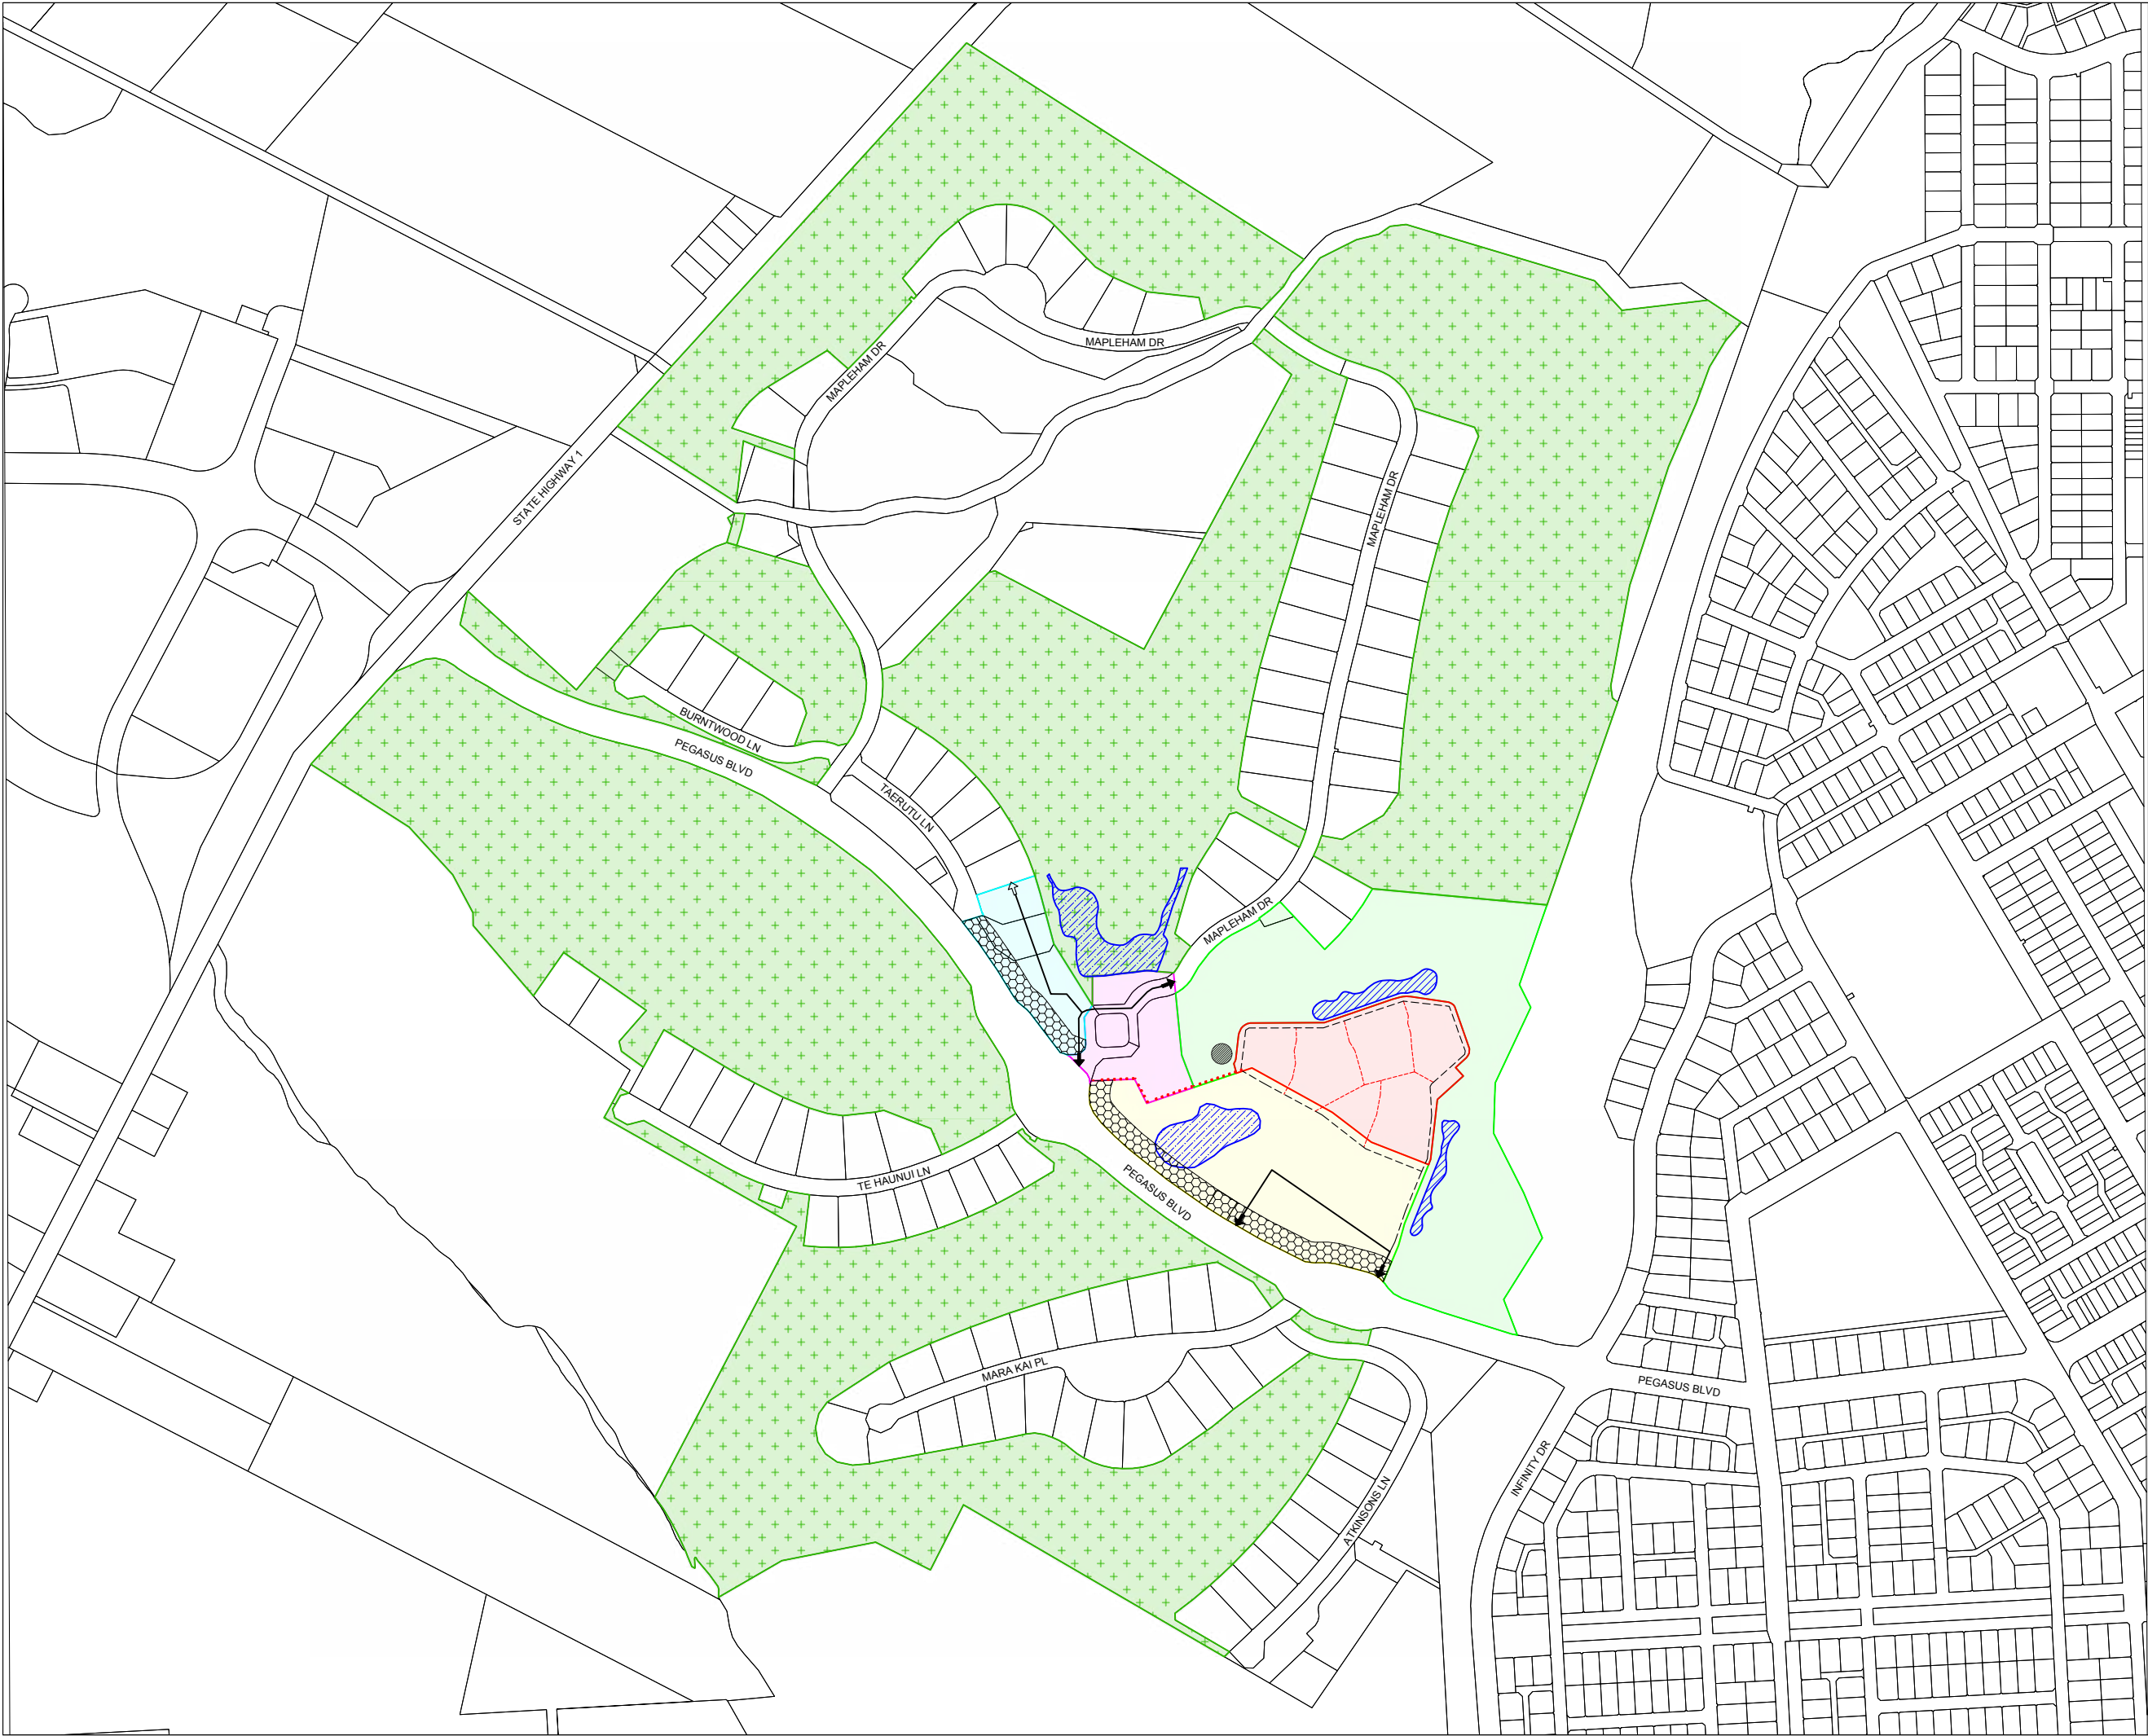 MAPLEHAM DR
MAPLEHAM DR
STATE HIGHWAY 1
MAPLEHAM DR
BURNTWOOD LN
PEGASUS BLVD
TAERUTU LN
MAPLEHAM DR
TE HAUNUI LN
PEGASUS BLVD
MARA KAI PL
PEGASUS BLVD
INFINITY DR
ATKINSONS LN